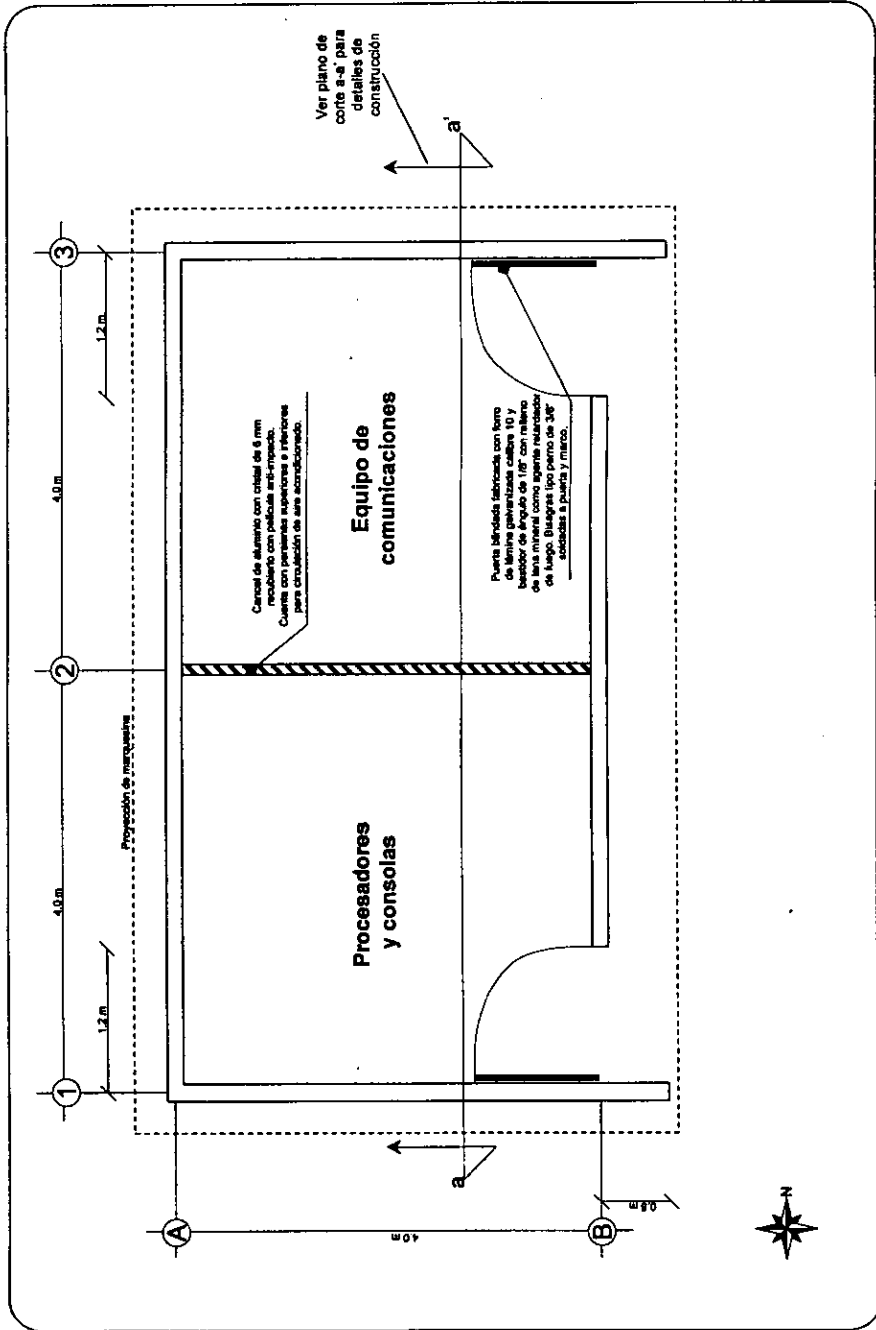 1
2
3
4.0 m
4.0 m
1.2 m
1.2 m
Proyección de marquesina
A
B
4.0 m
0.6 m
Cancel de aluminio con cristal de 6 mm
recubierto con película anti-impacto.
Cuenta con persianas superiores e inferiores
para circulación de aire acondicionado.
Procesadores
y consolas
Equipo de
comunicaciones
Puerta blindada fabricada con forro
de lámina galvanizada calibre 10 y
bastidor de ángulo de 1/8" con relleno
de lana mineral como agente retardador
de fuego. Bisagras tipo perno de 3/8"
soldadas a puerta y marco.
a
a'
Ver plano de
corte a-a' para
detalles de
construcción
N